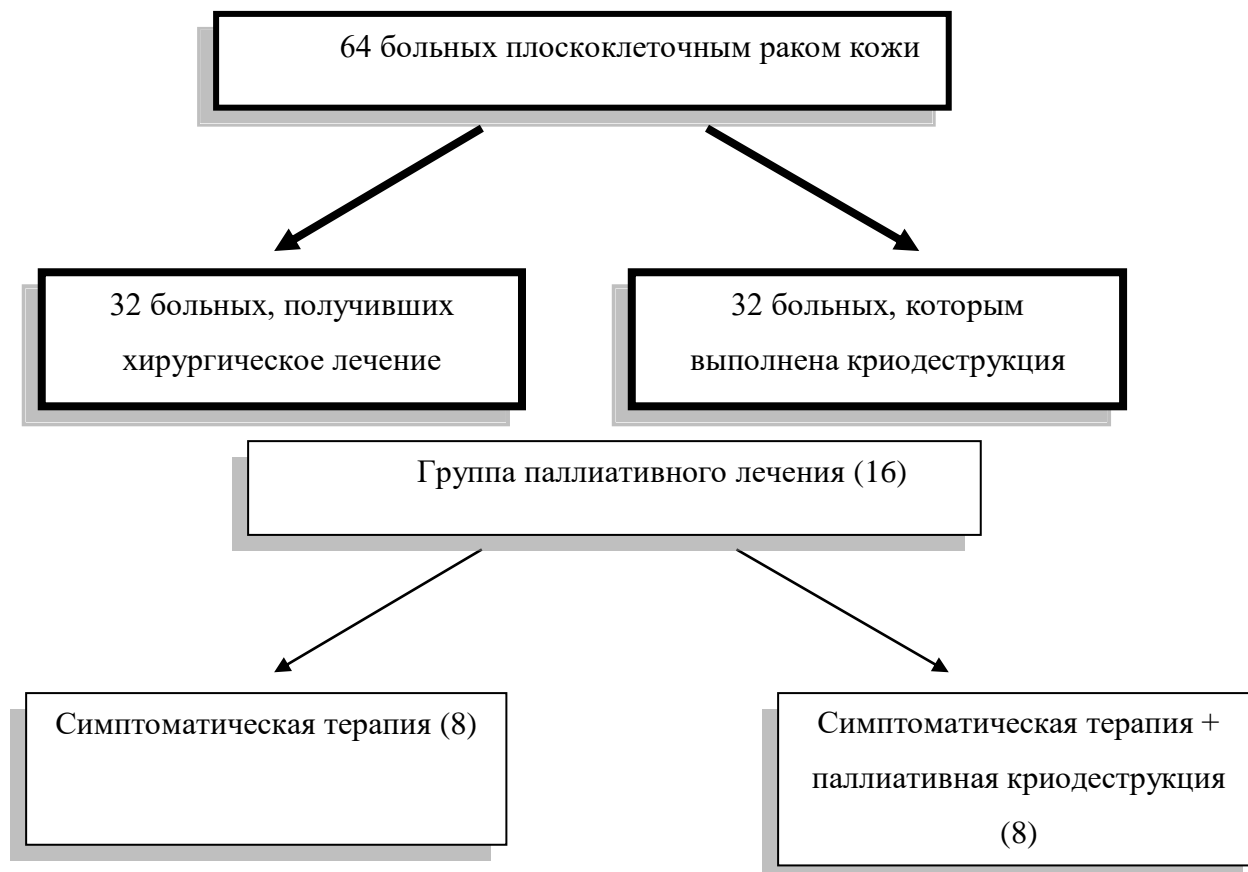 64 больных плоскоклеточным раком кожи
32 больных, получивших
хирургическое лечение
32 больных, которым
выполнена криодеструкция
Группа паллиативного лечения (16)
Симптоматическая терапия (8)
Симптоматическая терапия +
паллиативная криодеструкция
(8)